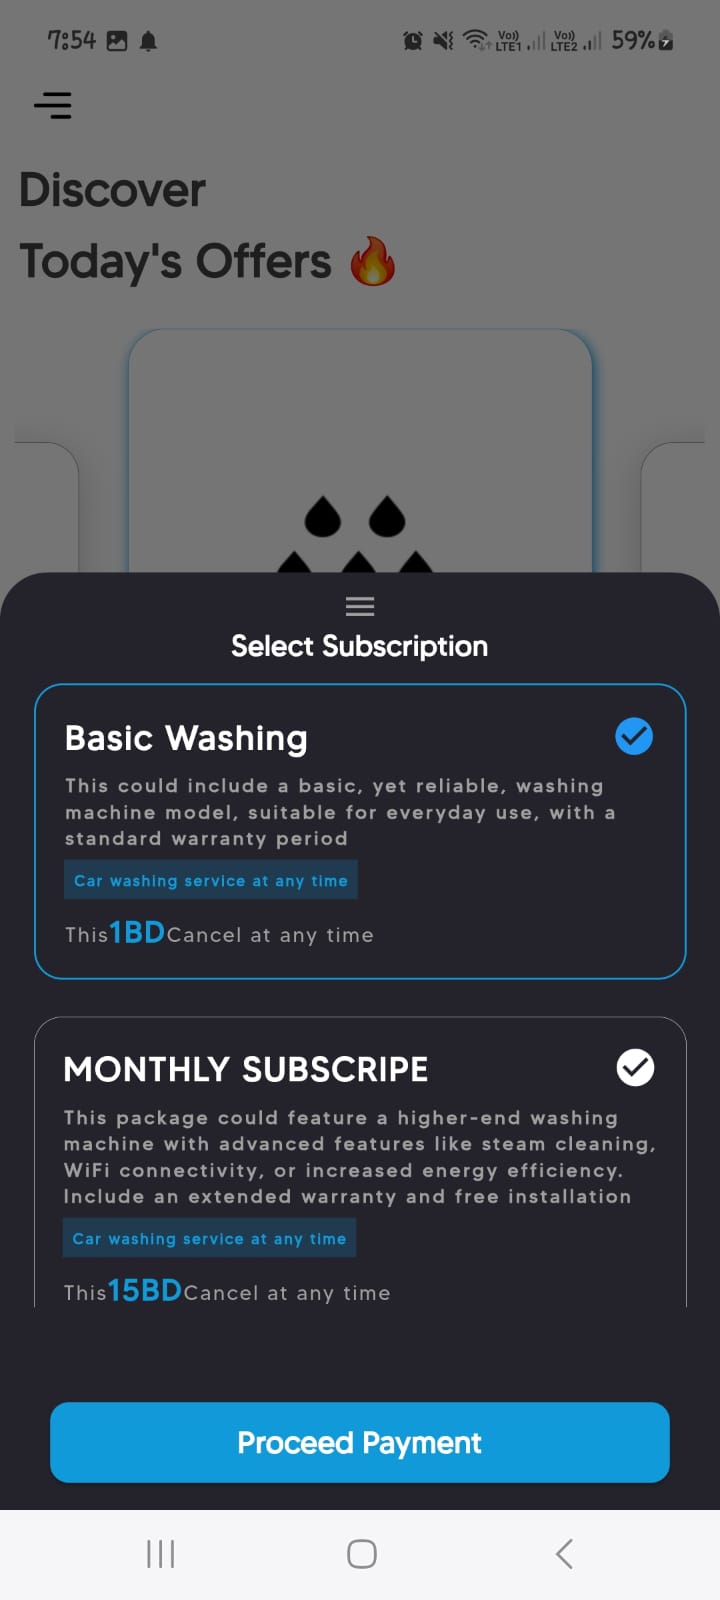 7:54
Vo))
LTE1
Vo))
LTE2
59%
Discover
Today's Offers 🔥
Select Subscription
Basic Washing
This could include a basic, yet reliable, washing
machine model, suitable for everyday use, with a
standard warranty period
Car washing service at any time
This1BDCancel at any time
MONTHLY SUBSCRIPE
This package could feature a higher-end washing
machine with advanced features like steam cleaning,
WiFi connectivity, or increased energy efficiency.
Include an extended warranty and free installation
Car washing service at any time
This15BDCancel at any time
Proceed Payment